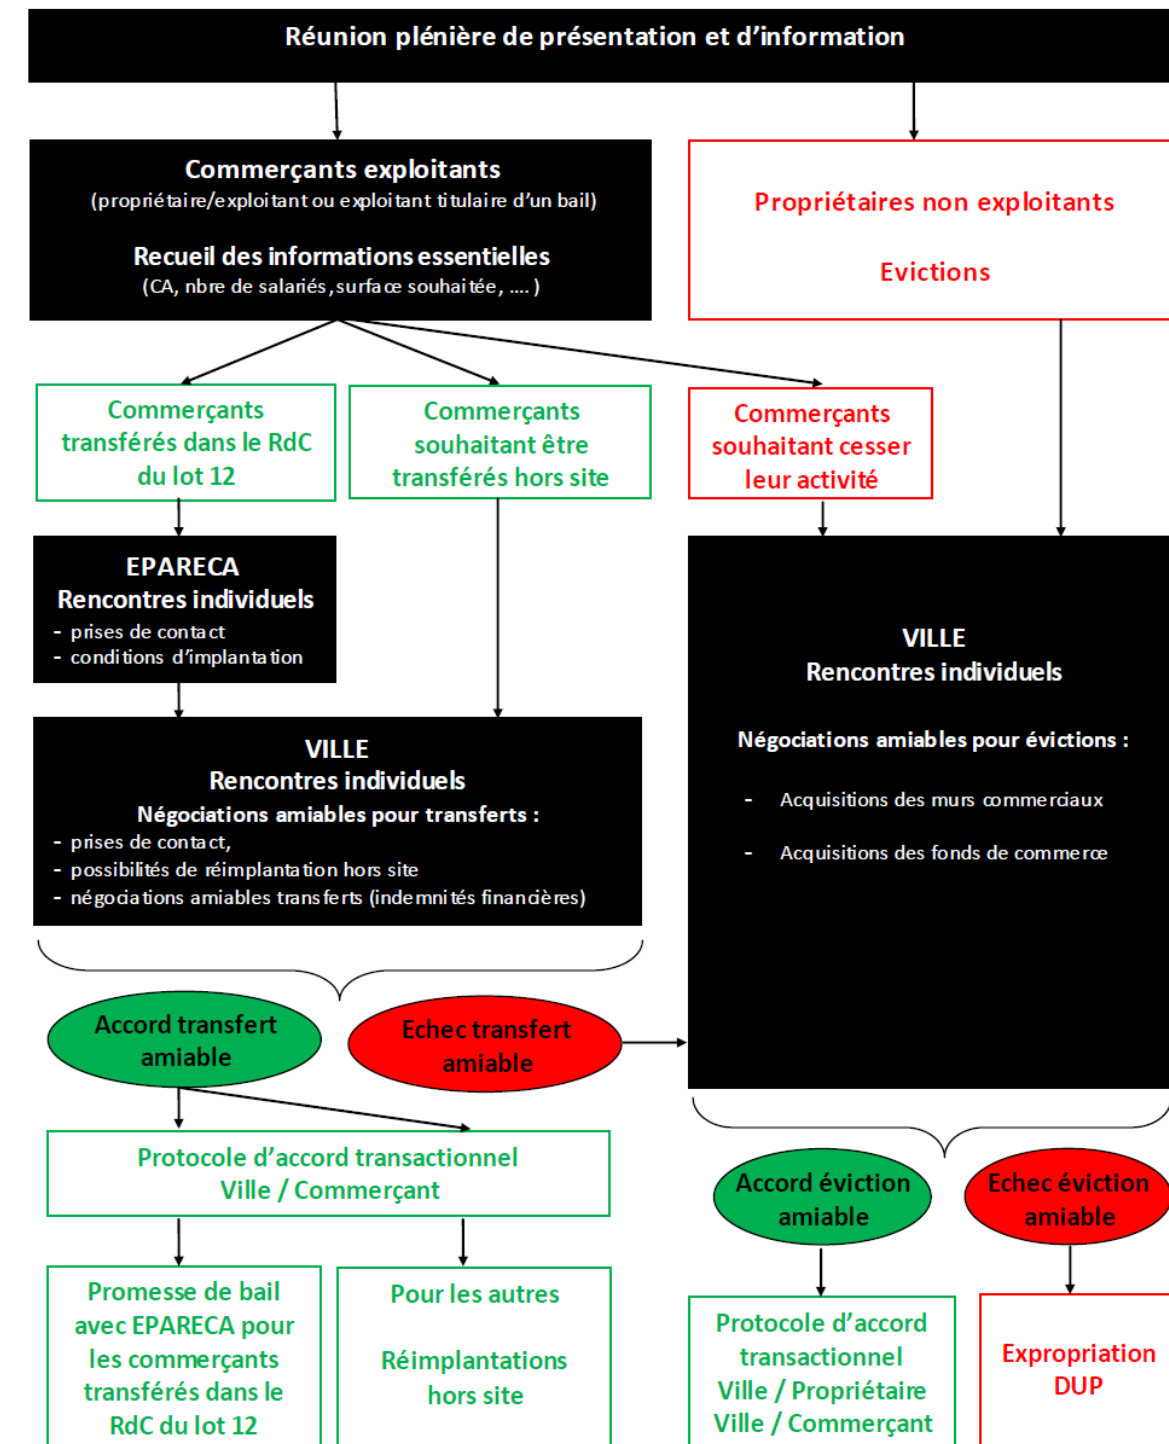 Réunion plénière de présentation et d'information
Commerçants exploitants
(propriétaire/exploitant ou exploitant titulaire d'un bail)
Recueil des informations essentielles
(CA, nbre de salariés, surface souhaitée, .... )
Propriétaires non exploitants
Evictions
Commerçants
transférés dans le RdC
du lot 12
Commerçants
souhaitant être
transférés hors site
Commerçants
souhaitant cesser
leur activité
EPARECA
Rencontres individuels
- prises de contact
- conditions d'implantation
VILLE
Rencontres individuels
Négociations amiables pour transferts :
- prises de contact,
- possibilités de réimplantation hors site
- négociations amiables transferts (indemnités financières)
VILLE
Rencontres individuels
Négociations amiables pour évictions :
- Acquisitions des murs commerciaux
- Acquisitions des fonds de commerce
Accord transfert
amiable
Echec transfert
amiable
Protocole d'accord transactionnel
Ville / Commerçant
Accord éviction
amiable
Echec éviction
amiable
Promesse de bail
avec EPARECA pour
les commerçants
transférés dans le
RdC du lot 12
Pour les autres
Réimplantations
hors site
Protocole d'accord
transactionnel
Ville / Propriétaire
Ville / Commerçant
Expropriation
DUP